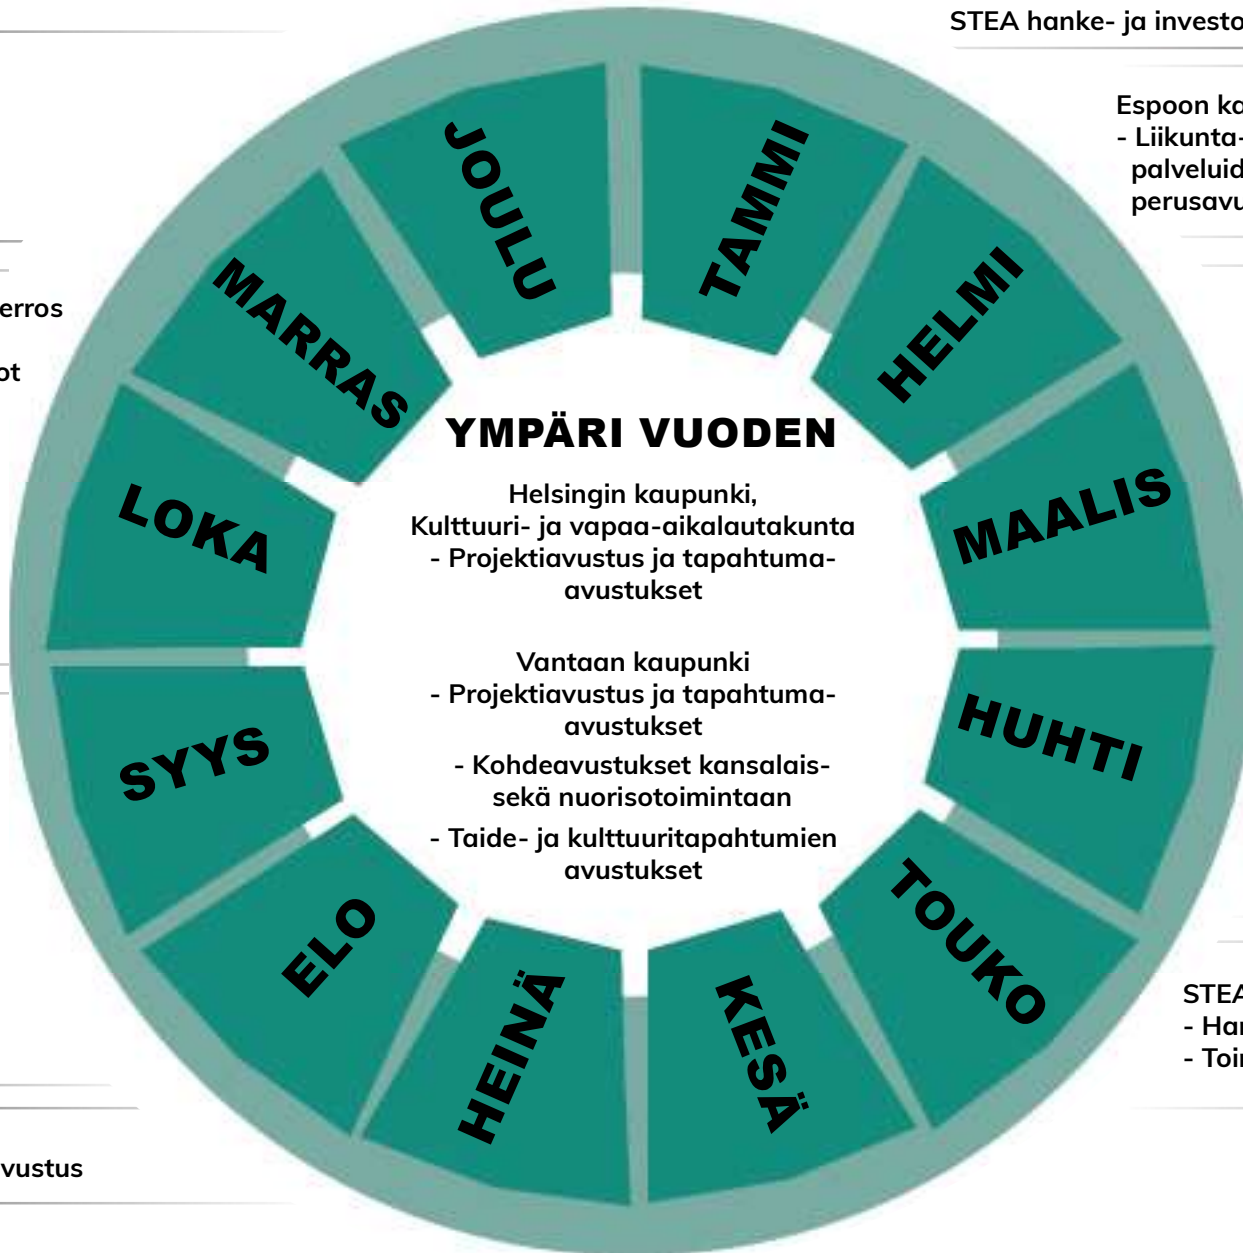 STEA hanke- ja investo
Espoon ka
- Liikunta-
palveluid
perusavu
erros
ot
JOULU
TAMMI
HELMI
MAALIS
HUHTI
TOUKO
KESÄ
HEINÄ
ELO
SYYS
LOKA
MARRAS
YMPÄRI VUODEN
Helsingin kaupunki,
Kulttuuri- ja vapaa-aikalautakunta
- Projektiavustus ja tapahtuma-
avustukset
Vantaan kaupunki
- Projektiavustus ja tapahtuma-
avustukset
- Kohdeavustukset kansalais-
sekä nuorisotoimintaan
- Taide- ja kulttuuritapahtumien
avustukset
STEA
- Han
- Toin
vustus